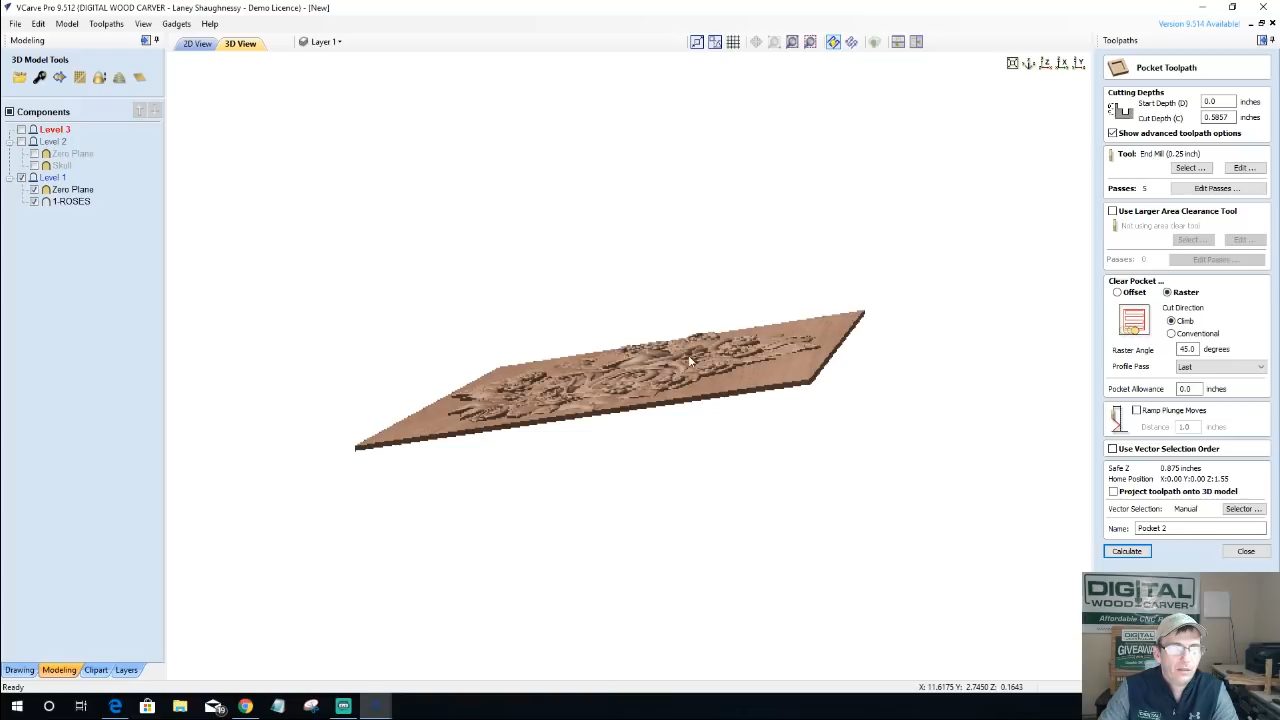 VCarve Pro 9.512 (DIGITAL WOOD CARVER - Laney Shaughnessy - Demo Licence) - [New]
File Edit Model Toolpaths View Gadgets Help
Version 9.514 Available!
Modeling
2D View 3D View Layer 1
Toolpaths
3D Model Tools
Components
Level 3
Level 2
Zero Plane
Skull
Level 1
Zero Plane
1-ROSES
Z X Y
Pocket Toolpath
Cutting Depths
Start Depth (D) 0.0 inches
Cut Depth (C) 0.5857 inches
Show advanced toolpath options
Tool: End Mill (0.25 inch)
Select ... Edit ...
Passes: 5 Edit Passes ...
Use Larger Area Clearance Tool
Not using area clear tool
Select ... Edit ...
Passes: 0 Edit Passes ...
Clear Pocket ...
Offset Raster
Cut Direction
Climb
Conventional
Raster Angle 45.0 degrees
Profile Pass Last
Pocket Allowance 0.0 inches
Ramp Plunge Moves
Distance 1.0 inches
Use Vector Selection Order
Safe Z 0.875 inches
Home Position X:0.00 Y:0.00 Z:1.55
Project toolpath onto 3D model
Vector Selection: Manual Selector ...
Name: Pocket 2
Calculate Close
DIGITAL
WOOD-CARVER
Affordable CNC
DIGITAL
GIVEAWA
Drawing Modeling Clipart Layers
Ready
X: 11.6175 Y: 2.7450 Z: 0.1643